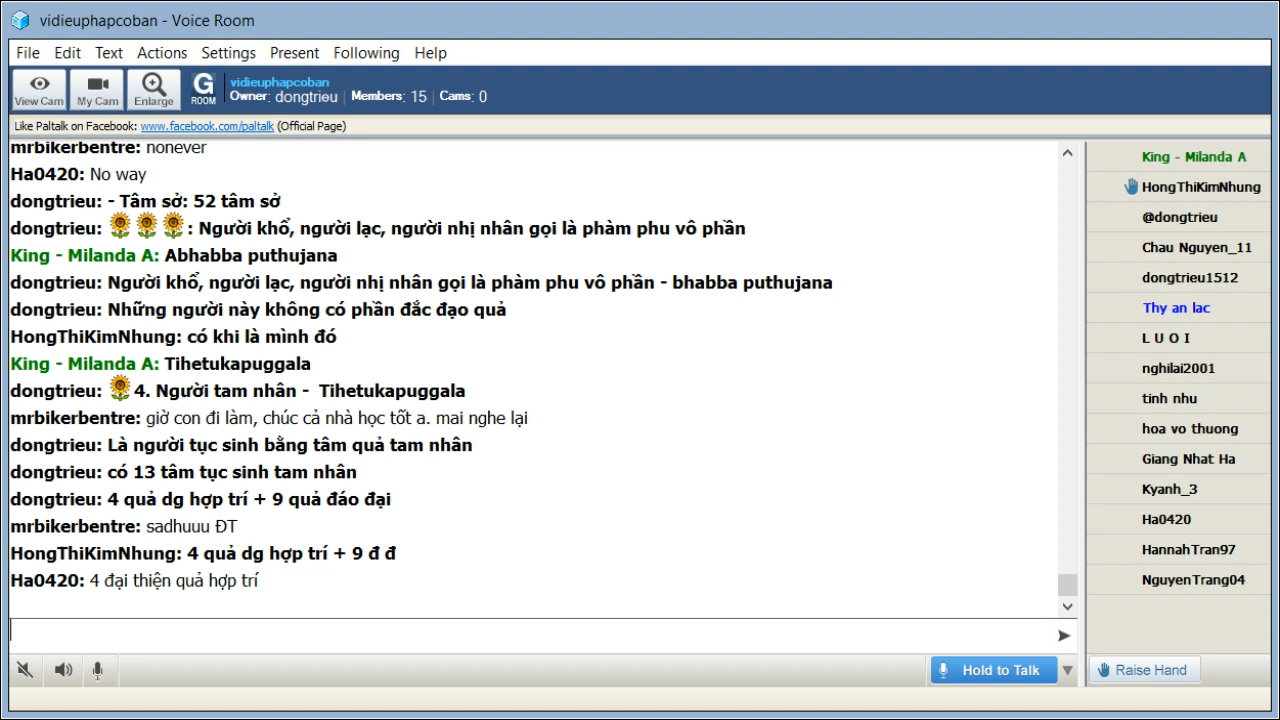 vidieuphapcoban - Voice Room
File Edit Text Actions Settings Present Following Help
View Cam My Cam Enlarge G ROOM
vidieuphapcoban
Owner: dongtrieu | Members: 15 | Cams: 0
Like Paltalk on Facebook: www.facebook.com/paltalk (Official Page)
mrbikerbentre: nonever
Ha0420: No way
dongtrieu: - Tâm sở: 52 tâm sở
dongtrieu: : Người khổ, người lạc, người nhị nhân gọi là phàm phu vô phần
King - Milanda A: Abhabba puthujana
dongtrieu: Người khổ, người lạc, người nhị nhân gọi là phàm phu vô phần - bhabba puthujana
dongtrieu: Những người này không có phần đắc đạo quả
HongThiKimNhung: có khi là mình đó
King - Milanda A: Tihetukapuggala
dongtrieu: 4. Người tam nhân - Tihetukapuggala
mrbikerbentre: giờ con đi làm, chúc cả nhà học tốt a. mai nghe lại
dongtrieu: Là người tục sinh bằng tâm quả tam nhân
dongtrieu: có 13 tâm tục sinh tam nhân
dongtrieu: 4 quả dg hợp trí + 9 quả đáo đại
mrbikerbentre: sadhuuu ĐT
HongThiKimNhung: 4 quả dg hợp trí + 9 đ đ
Ha0420: 4 đại thiện quả hợp trí
Hold to Talk
King - Milanda A
HongThiKimNhung
@dongtrieu
Chau Nguyen_11
dongtrieu1512
Thy an lac
L U O I
nghilai2001
tinh nhu
hoa vo thuong
Giang Nhat Ha
Kyanh_3
Ha0420
HannahTran97
NguyenTrang04
Raise Hand